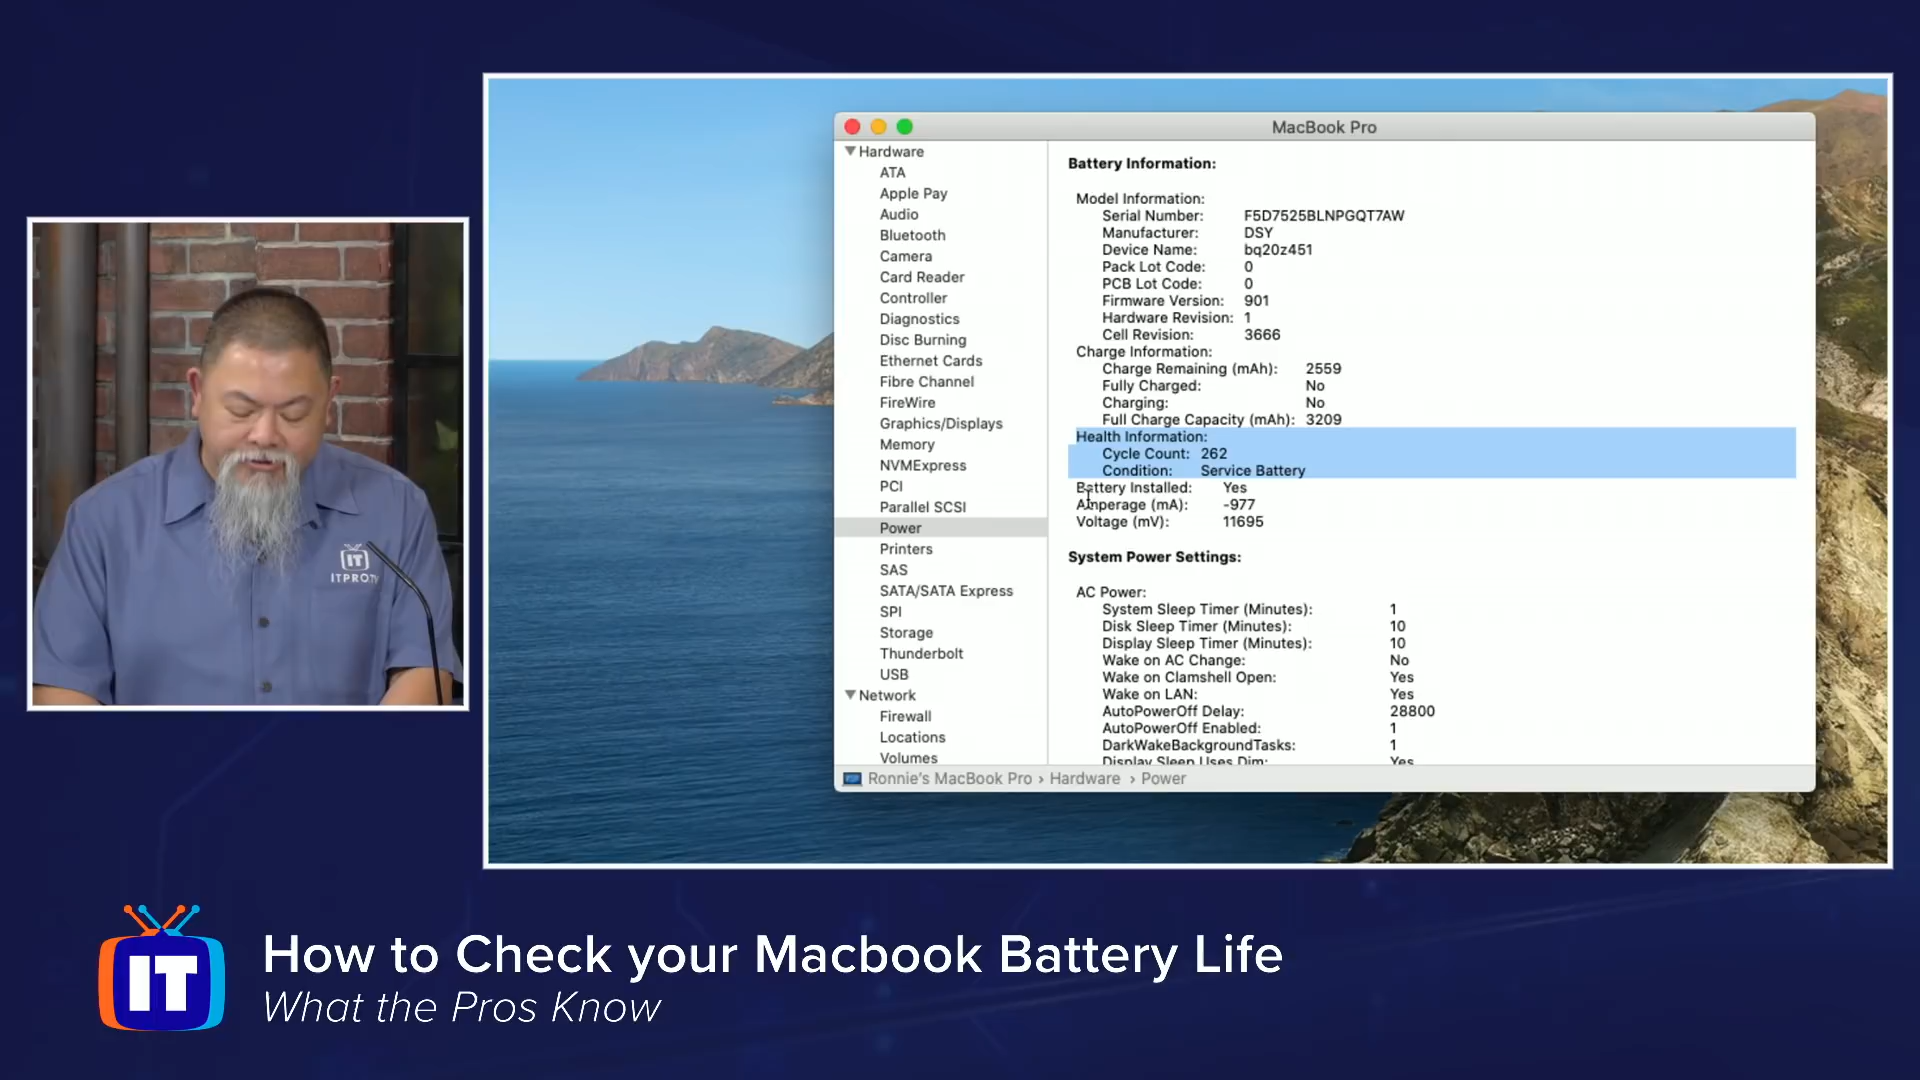 MacBook Pro
Hardware
ATA
Apple Pay
Audio
Bluetooth
Camera
Card Reader
Controller
Diagnostics
Disc Burning
Ethernet Cards
Fibre Channel
FireWire
Graphics/Displays
Memory
NVMExpress
PCI
Parallel SCSI
Power
Printers
SAS
SATA/SATA Express
SPI
Storage
Thunderbolt
USB
Network
Firewall
Locations
Volumes
Battery Information:
Model Information:
Serial Number: F5D7525BLNPGQT7AW
Manufacturer: DSY
Device Name: bq20z451
Pack Lot Code: 0
PCB Lot Code: 0
Firmware Version: 901
Hardware Revision: 1
Cell Revision: 3666
Charge Information:
Charge Remaining (mAh): 2559
Fully Charged: No
Charging: No
Full Charge Capacity (mAh): 3209
Health Information:
Cycle Count: 262
Condition: Service Battery
Battery Installed: Yes
Amperage (mA): -977
Voltage (mV): 11695
System Power Settings:
AC Power:
System Sleep Timer (Minutes): 1
Disk Sleep Timer (Minutes): 10
Display Sleep Timer (Minutes): 10
Wake on AC Change: No
Wake on Clamshell Open: Yes
Wake on LAN: Yes
AutoPowerOff Delay: 28800
AutoPowerOff Enabled: 1
DarkWakeBackgroundTasks: 1
Display Sleep Uses Dim: Yes
Ronnie's MacBook Pro › Hardware › Power
IT
ITPRO.TV
IT
How to Check your Macbook Battery Life
What the Pros Know